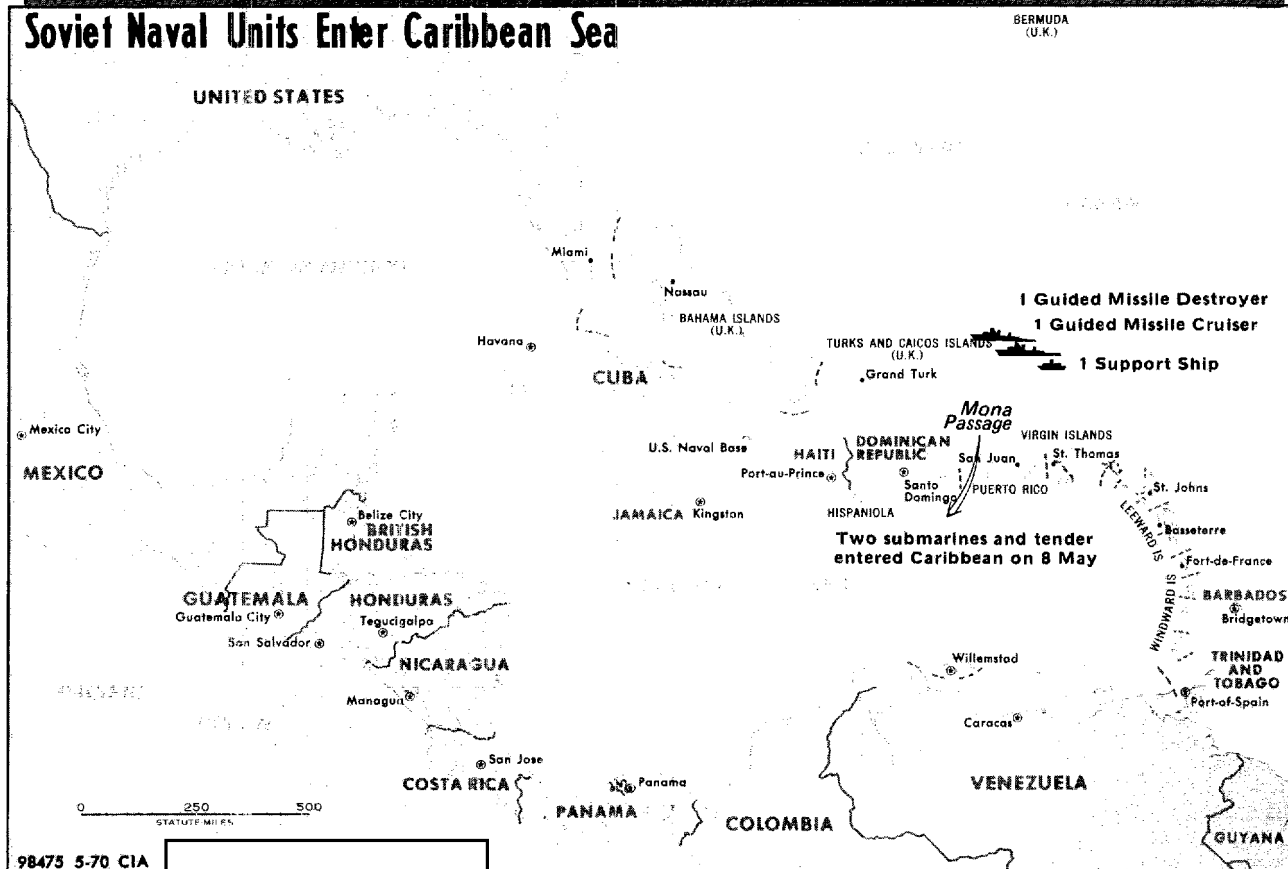 Soviet Naval Units Enter Caribbean Sea
BERMUDA
(U.K.)
UNITED STATES
Miami
Nassau
BAHAMA ISLANDS
(U.K.)
1 Guided Missile Destroyer
1 Guided Missile Cruiser
1 Support Ship
TURKS AND CAICOS ISLANDS
(U.K.)
Grand Turk
Havana
CUBA
Mexico City
MEXICO
U.S. Naval Base
HAITI
Port-au-Prince
DOMINICAN
REPUBLIC
Santo
Domingo
Mona
Passage
San Juan
PUERTO RICO
VIRGIN ISLANDS
St. Thomas
St. Johns
Basseterre
LEEWARD IS
JAMAICA Kingston
HISPANIOLA
Two submarines and tender
entered Caribbean on 8 May
Fort-de-France
WINDWARD IS
BARBADOS
Bridgetown
Belize City
BRITISH
HONDURAS
GUATEMALA
Guatemala City
HONDURAS
Tegucigalpa
San Salvador
NICARAGUA
Managua
Willemstad
TRINIDAD
AND
TOBAGO
Port-of-Spain
Caracas
PACIFIC
OCEAN
San Jose
COSTA RICA
Panama
PANAMA
COLOMBIA
VENEZUELA
GUYANA
0 250 500
STATUTE MILES
98475 5-70 CIA